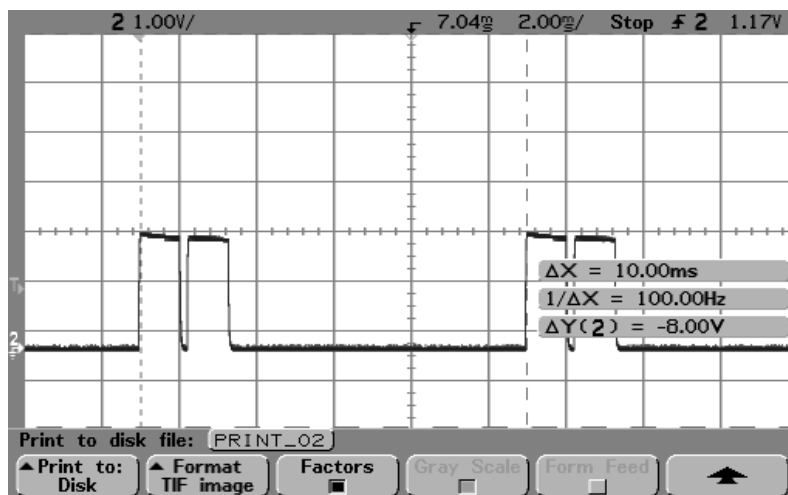 2 1.00V/ 7.04ms 2.00ms/ Stop 2 1.17V
T
ΔX = 10.00ms
1/ΔX = 100.00Hz
2
ΔY(2) = -8.00V
Print to disk file: PRINT_02
Print to: Disk
Format TIF image
Factors
Gray Scale
Form Feed